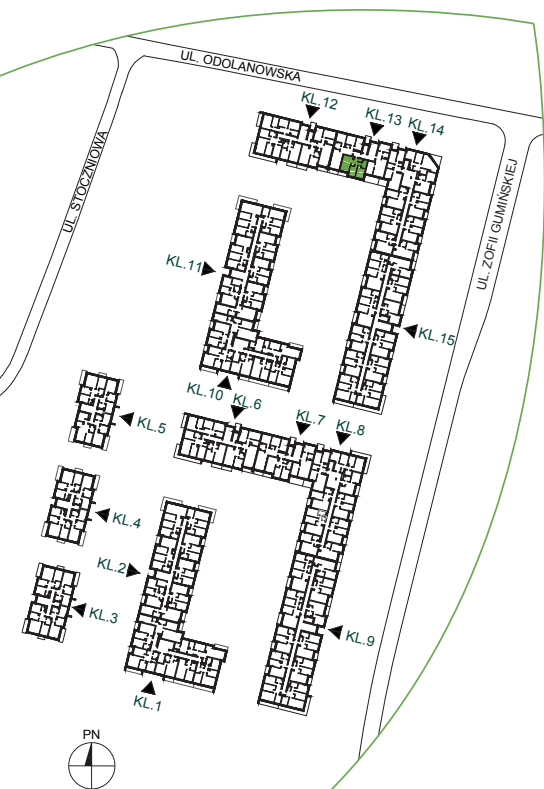 UL. ODOLANOWSKA
KL.12
KL.13
KL.14
UL. STOCZNIOWA
UL. ZOFII GUMIŃSKIEJ
KL.11
KL.15
KL.10
KL.6
KL.7
KL.8
KL.5
KL.4
KL.2
KL.3
KL.9
KL.1
PN